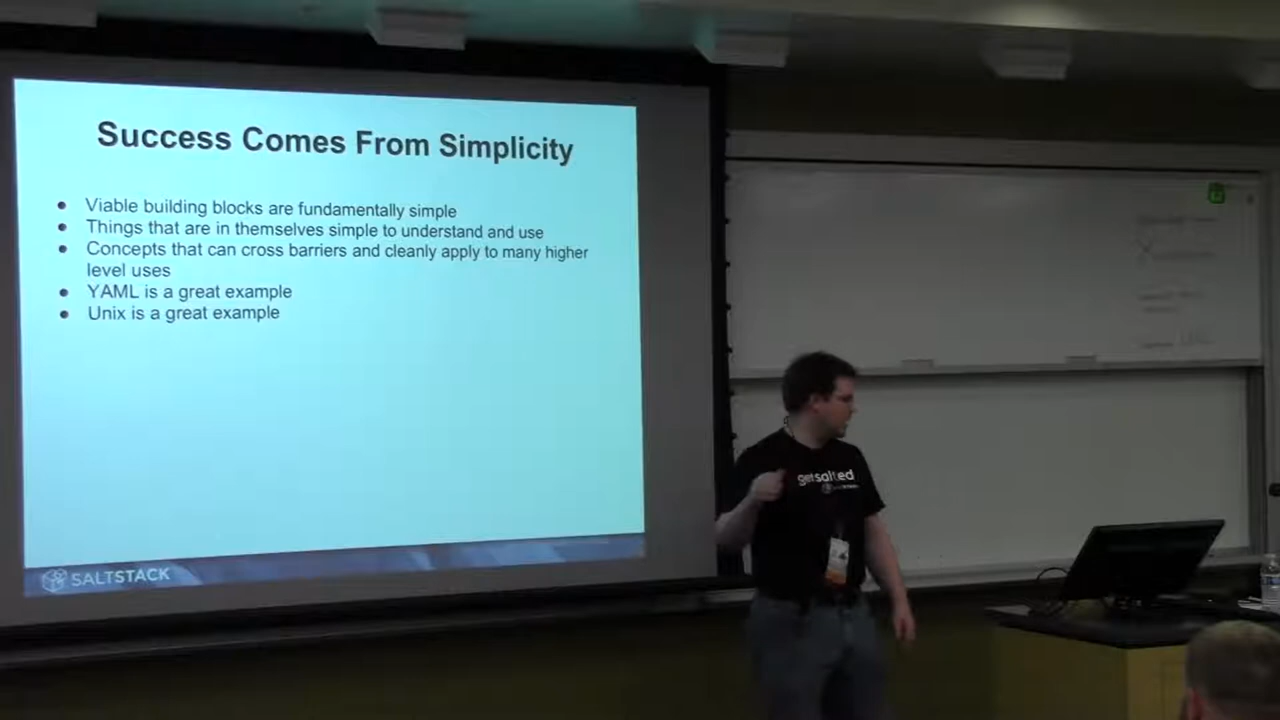 Success Comes From Simplicity
Viable building blocks are fundamentally simple
Things that are in themselves simple to understand and use
Concepts that can cross barriers and cleanly apply to many higher
level uses
YAML is a great example
Unix is a great example
SALTSTACK
getsalted